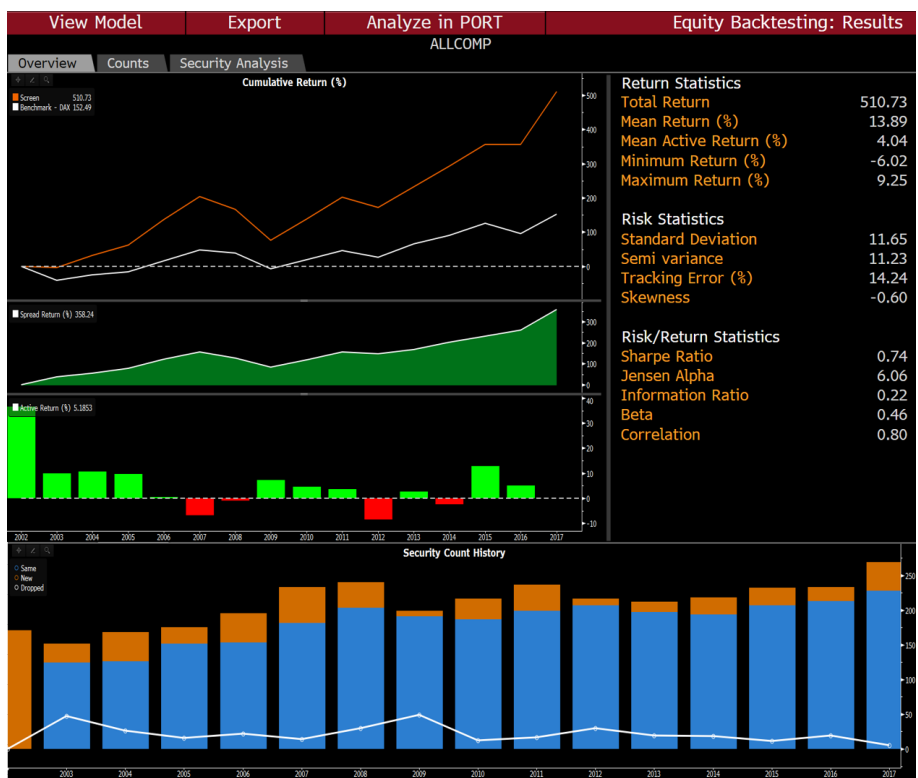 View Model Export Analyze in PORT Equity Backtesting: Results
ALLCOMP
Overview Counts Security Analysis
Cumulative Return (%)
Screen 510.73
Benchmark - DAX 152.49
500
400
300
200
100
0
Spread Return (%) 358.24
300
200
100
0
Active Return (%) 5.1853
40
30
20
10
0
-10
2002 2003 2004 2005 2006 2007 2008 2009 2010 2011 2012 2013 2014 2015 2016 2017
Return Statistics
Total Return 510.73
Mean Return (%) 13.89
Mean Active Return (%) 4.04
Minimum Return (%) -6.02
Maximum Return (%) 9.25
Risk Statistics
Standard Deviation 11.65
Semi variance 11.23
Tracking Error (%) 14.24
Skewness -0.60
Risk/Return Statistics
Sharpe Ratio 0.74
Jensen Alpha 6.06
Information Ratio 0.22
Beta 0.46
Correlation 0.80
Security Count History
Same
New
Dropped
250
200
150
100
50
0
2003 2004 2005 2006 2007 2008 2009 2010 2011 2012 2013 2014 2015 2016 2017